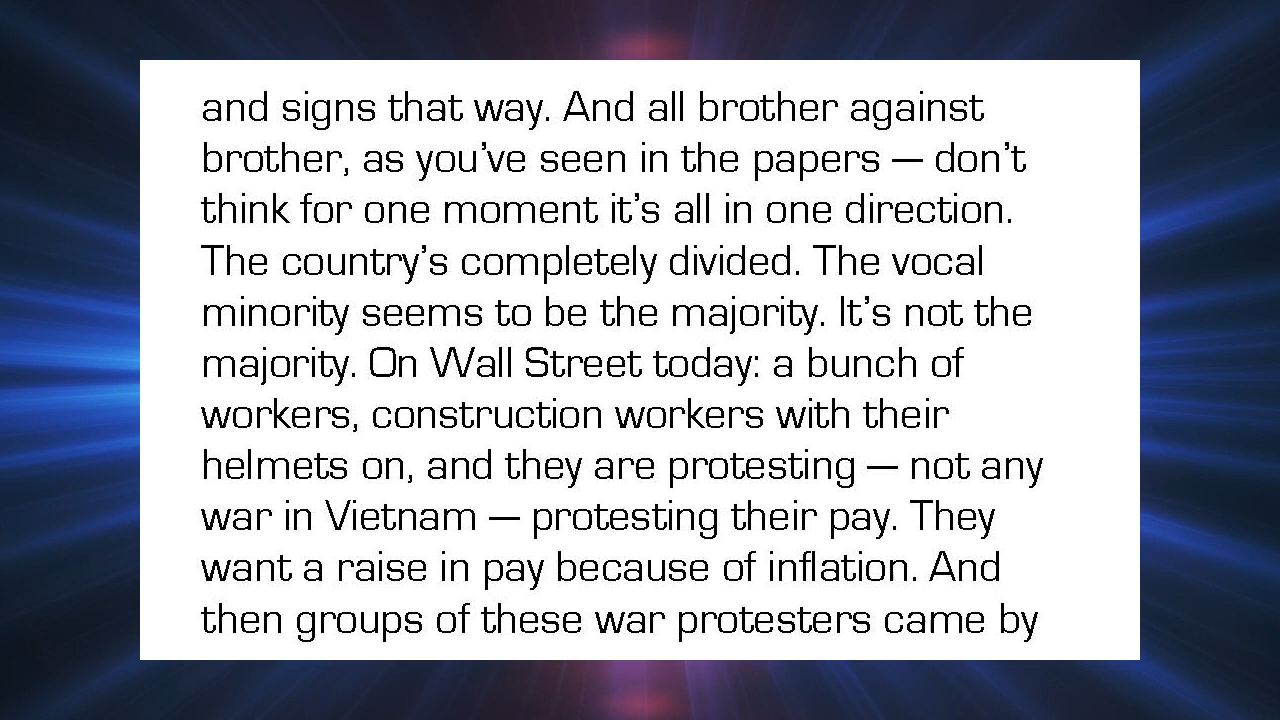 and signs that way. And all brother against
brother, as you’ve seen in the papers — don’t
think for one moment it’s all in one direction.
The country’s completely divided. The vocal
minority seems to be the majority. It’s not the
majority. On Wall Street today: a bunch of
workers, construction workers with their
helmets on, and they are protesting — not any
war in Vietnam — protesting their pay. They
want a raise in pay because of inflation. And
then groups of these war protesters came by